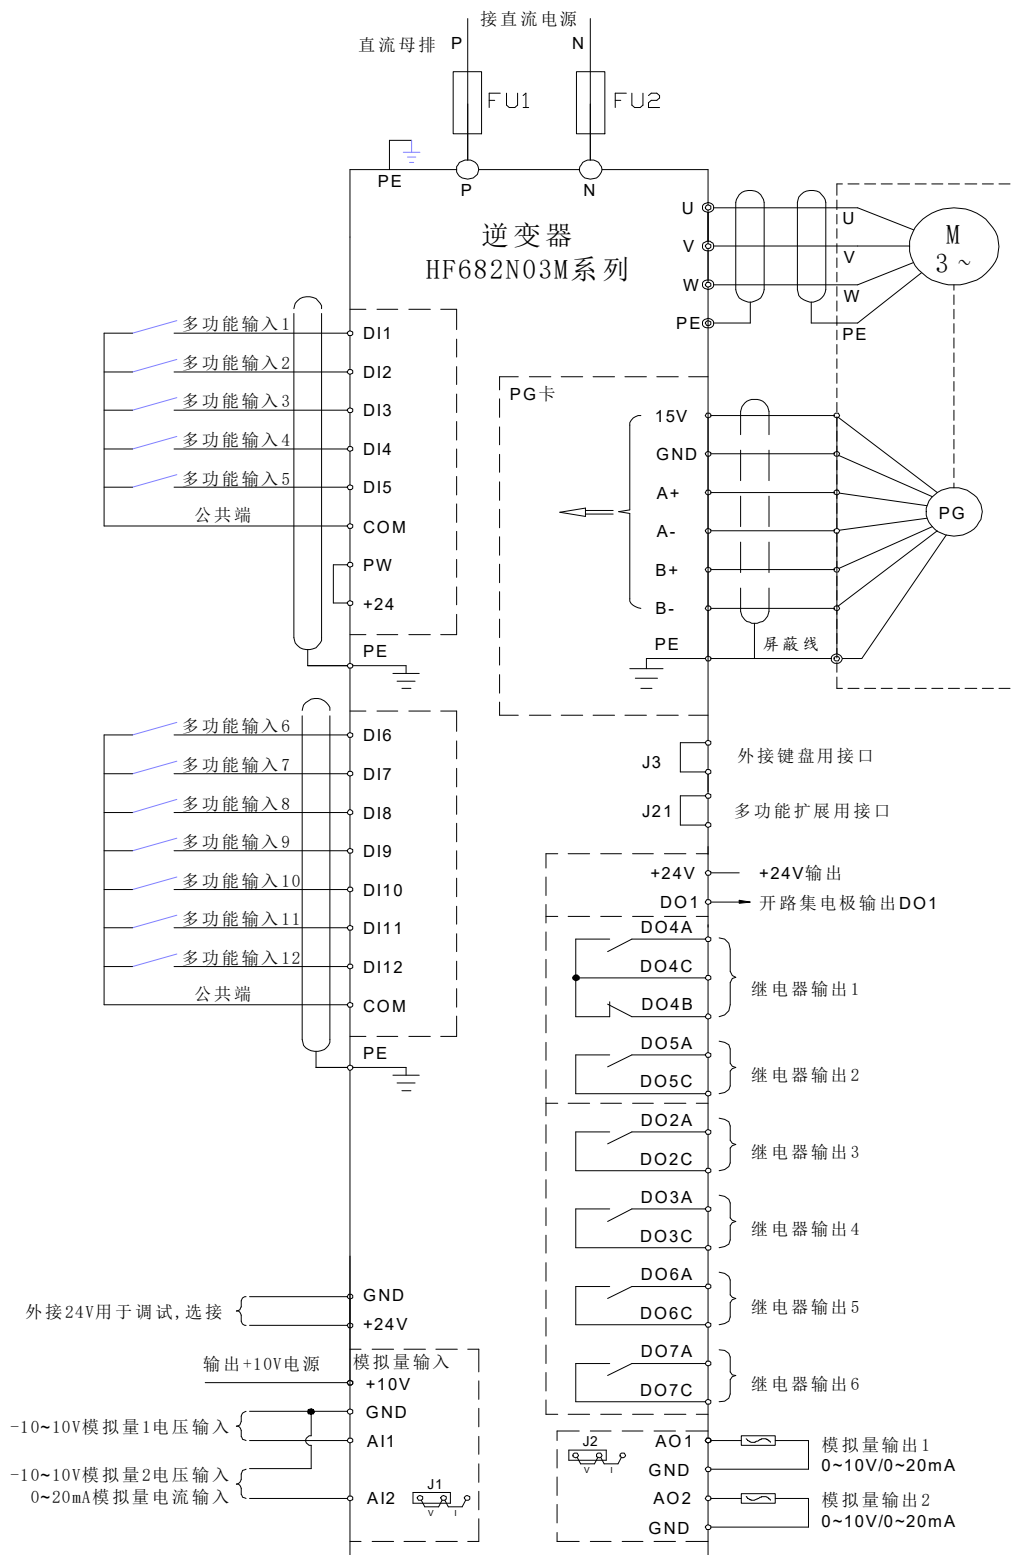 接直流电源
直流母排 P N
FU1 FU2
PE P N
逆变器
HF682N03M系列
U
V
W
PE
U
V
W
PE
M
3 ~
多功能输入1 DI1
多功能输入2 DI2
多功能输入3 DI3
多功能输入4 DI4
多功能输入5 DI5
公共端 COM
PW
+24
PE
PG卡
15V
GND
A+
A-
B+
B-
PE
屏蔽线
PG
多功能输入6 DI6
多功能输入7 DI7
多功能输入8 DI8
多功能输入9 DI9
多功能输入10 DI10
多功能输入11 DI11
多功能输入12 DI12
公共端 COM
PE
J3 外接键盘用接口
J21 多功能扩展用接口
+24V +24V输出
DO1 开路集电极输出DO1
DO4A
DO4C
DO4B
继电器输出1
DO5A
DO5C
继电器输出2
DO2A
DO2C
继电器输出3
DO3A
DO3C
继电器输出4
DO6A
DO6C
继电器输出5
DO7A
DO7C
继电器输出6
外接24V用于调试,选接
GND
+24V
输出+10V电源 模拟量输入
+10V
GND
-10~10V模拟量1电压输入
AI1
-10~10V模拟量2电压输入
0~20mA模拟量电流输入
AI2
J1
V I
J2
V I
AO1
GND
模拟量输出1
0~10V/0~20mA
AO2
GND
模拟量输出2
0~10V/0~20mA